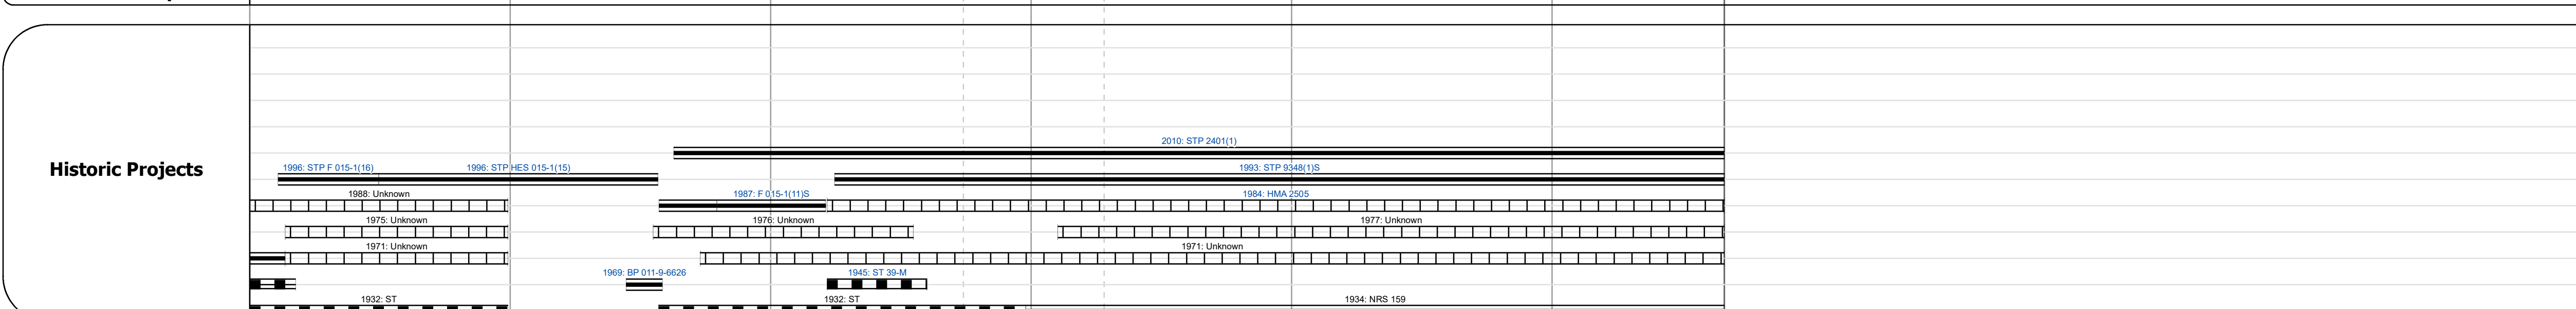 2010: STP 2401(1)
1996: STP F 015-1(16) 1996: STP HES 015-1(15) 1993: STP 9348(1)S
Historic Projects
1988: Unknown 1987: F 015-1(11)S 1984: HMA 2505
1975: Unknown 1976: Unknown 1977: Unknown
1971: Unknown 1971: Unknown
1969: BP 011-9-6626 1945: ST 39-M
1932: ST 1932: ST 1934: NRS 159